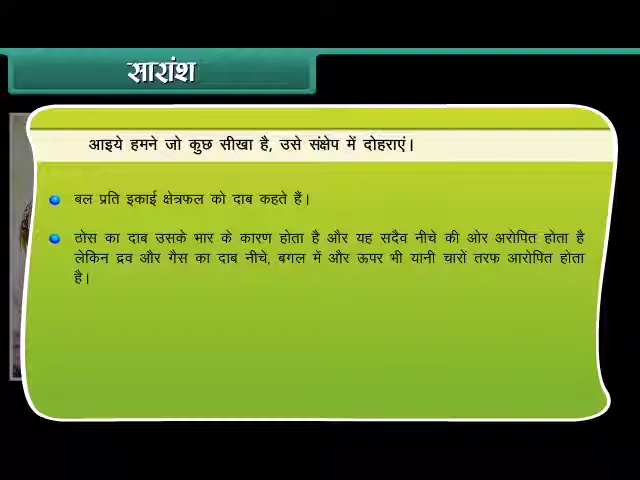 सारांश
आइये हमने जो कुछ सीखा है, उसे संक्षेप में दोहराएं।
बल प्रति इकाई क्षेत्रफल को दाब कहते हैं।
ठोस का दाब उसके भार के कारण होता है और यह सदैव नीचे की ओर अरोपित होता है
लेकिन द्रव और गैस का दाब नीचे, बगल में और ऊपर भी यानी चारों तरफ आरोपित होता
है।